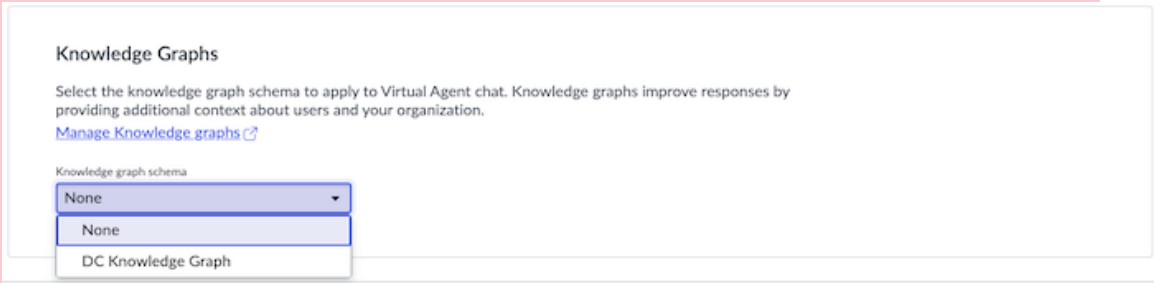 Knowledge Graphs
Select the knowledge graph schema to apply to Virtual Agent chat. Knowledge graphs improve responses by
providing additional context about users and your organization.
Manage Knowledge graphs
Knowledge graph schema
None
None
DC Knowledge Graph